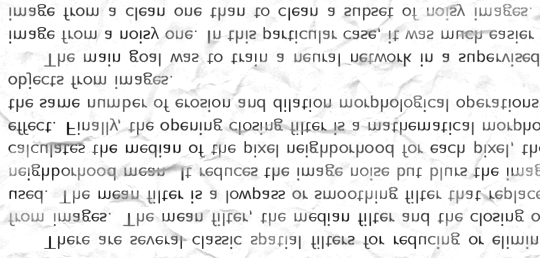 There are several classic spatial filters for reducing or elimin
from images. The mean filter, the median filter and the closing o
used. The mean filter is a lowpass or smoothing filter that replace
neighborhood mean. It reduces the image noise but blurs the imag
calculates the median of the pixel neighborhood for each pixel, th
effect. Finally, the opening closing filter is a mathematical morpho
the same number of erosion and dilation morphological operations
objects from images.
The main goal was to train a neural network in a supervised
image from a noisy one. In this particular case, it was much easier
image from a clean one than to clean a subset of noisy images.